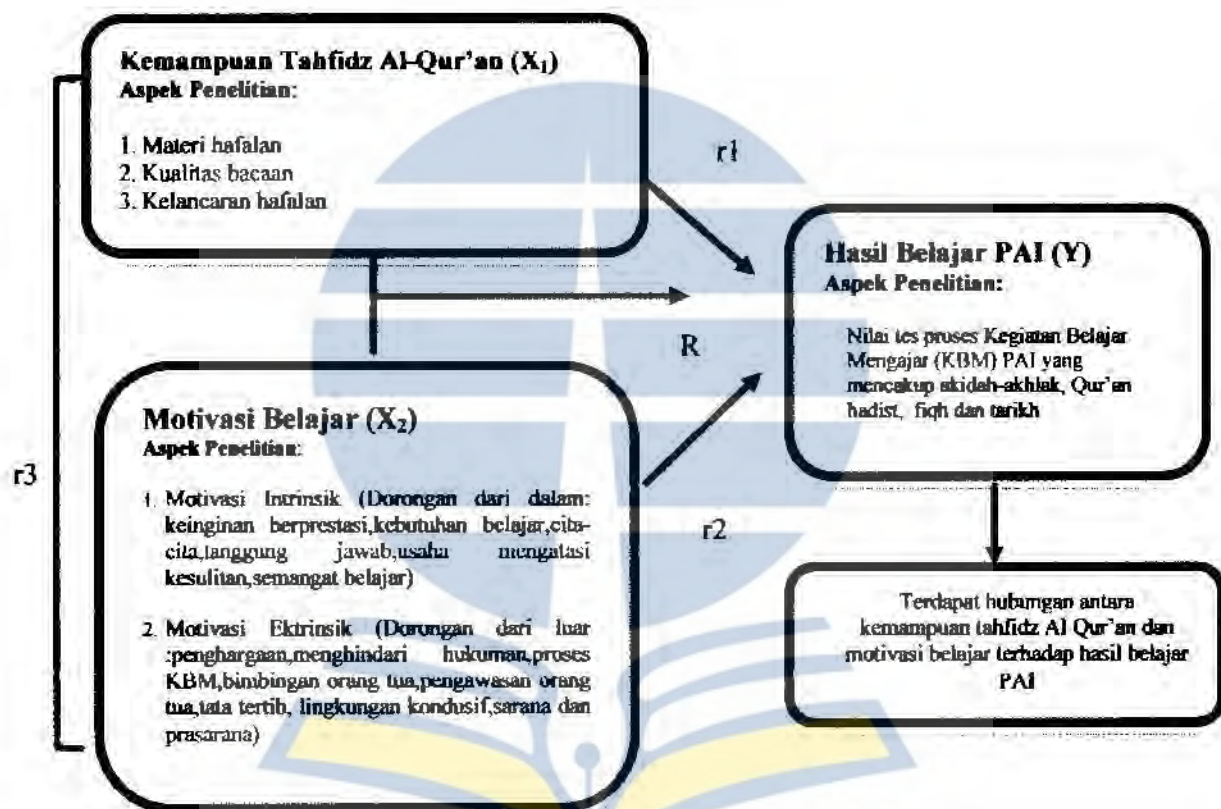 Kemampuan Tahfidz Al-Qur'an (X₁)
Aspek Penelitian:
1. Materi hafalan
2. Kualitas bacaan
3. Kelancaran hafalan
r1
Hasil Belajar PAI (Y)
Aspek Penelitian:
Nilai tes proses Kegiatan Belajar
Mengajar (KBM) PAI yang
mencakup akidah-akhlak, Qur'an
hadist, fiqh dan tarikh
R
Motivasi Belajar (X₂)
Aspek Penelitian:
1. Motivasi Intrinsik (Dorongan dari dalam:
keinginan berprestasi,kebutuhan belajar,cita-
cita,tanggung jawab,usaha mengatasi
kesulitan,semangat belajar)
2. Motivasi Ektrinsik (Dorongan dari luar
:penghargaan,menghindari hukuman,proses
KBM,bimbingan orang tua,pengawasan orang
tua,tata tertib, lingkungan kondusif,sarana dan
prasarana)
r3
r2
Terdapat hubungan antara
kemampuan tahfidz Al Qur'an dan
motivasi belajar terhadap hasil belajar
PAI